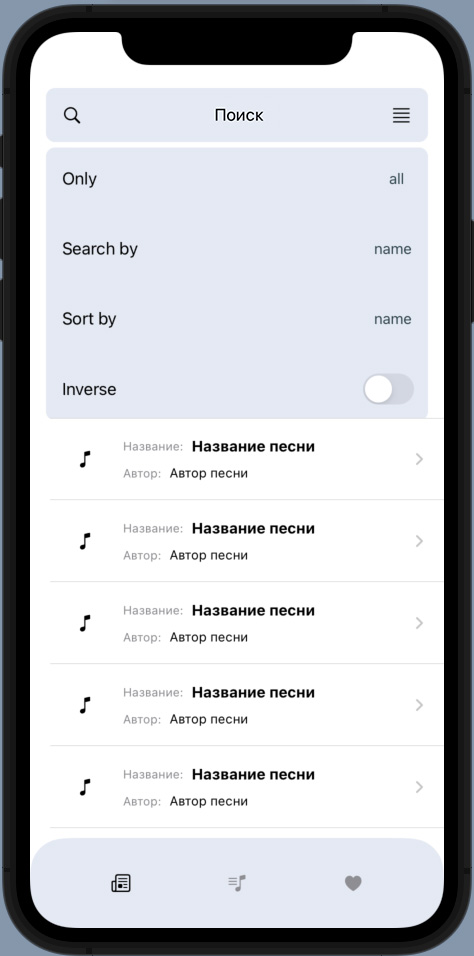 Поиск
Only all
Search by name
Sort by name
Inverse
Название: Название песни
Автор: Автор песни
Название: Название песни
Автор: Автор песни
Название: Название песни
Автор: Автор песни
Название: Название песни
Автор: Автор песни
Название: Название песни
Автор: Автор песни